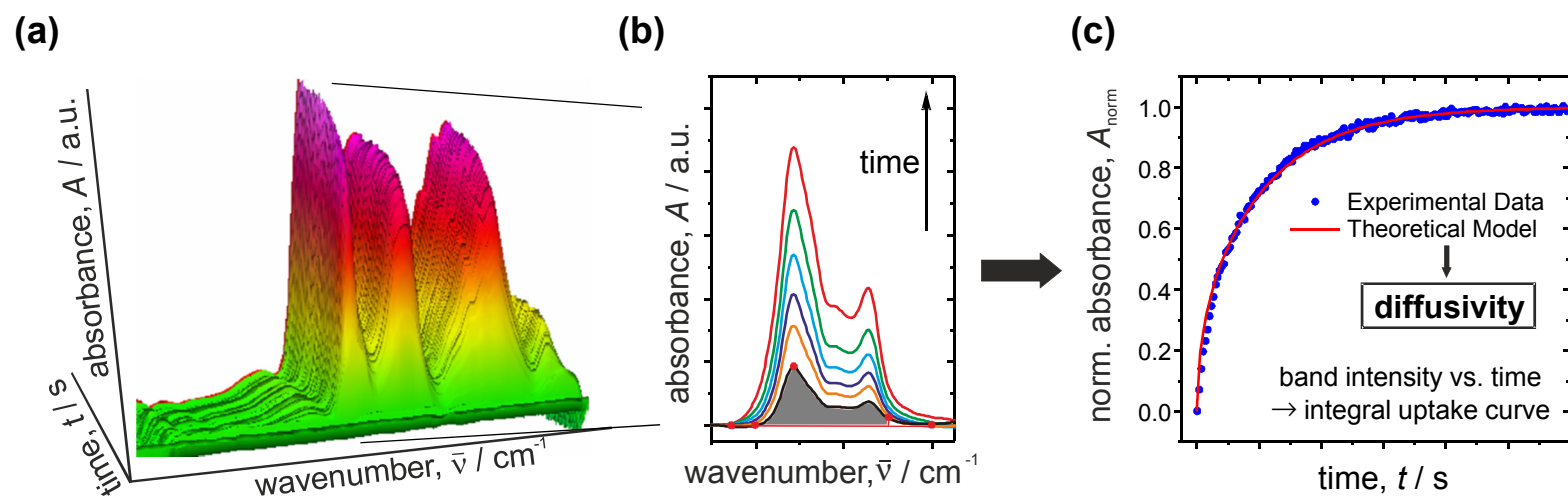 (a)
absorbance, A / a.u.
time, t / s
wavenumber, ν̅ / cm⁻¹
(b)
absorbance, A / a.u.
time
wavenumber, ν̅ / cm⁻¹
(c)
norm. absorbance, Anorm
1.0
0.8
0.6
0.4
0.2
0.0
Experimental Data
Theoretical Model
diffusivity
band intensity vs. time
→ integral uptake curve
time, t / s